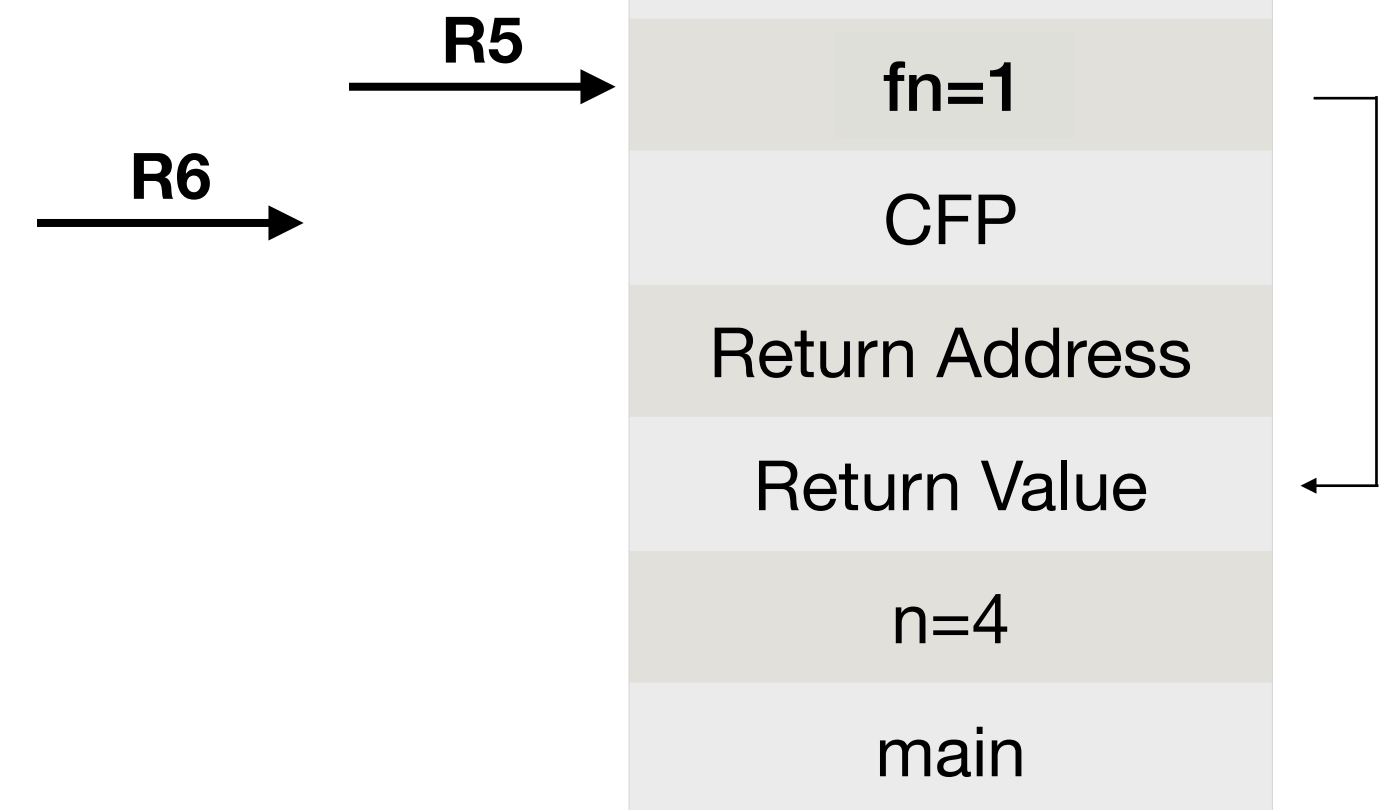 R5
fn=1
R6
CFP
Return Address
Return Value
n=4
main